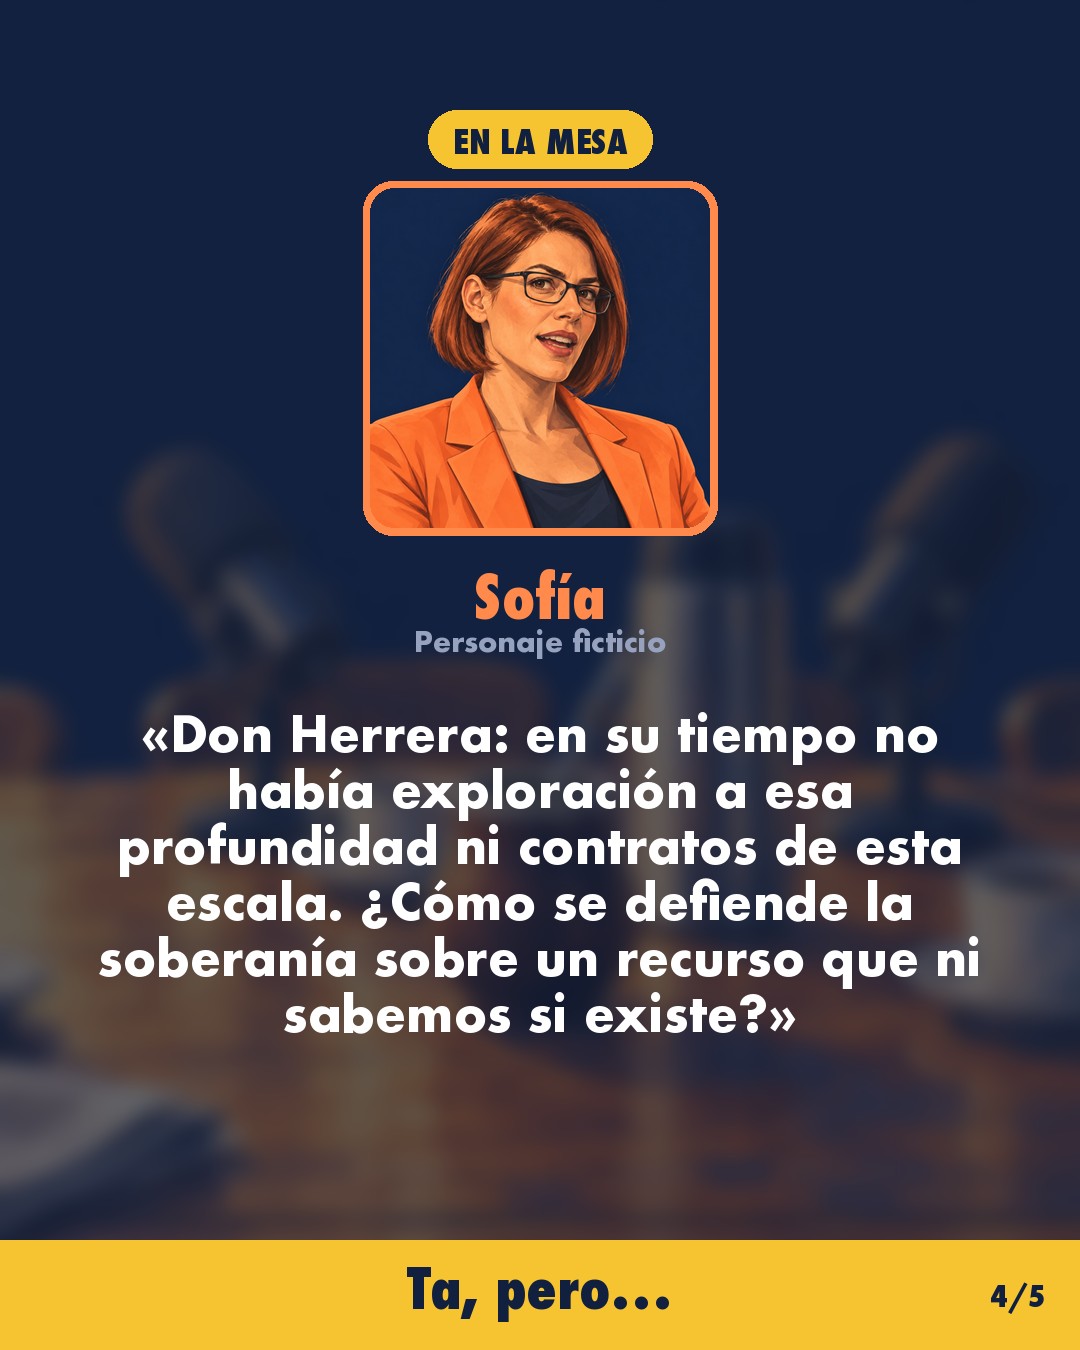 EN LA MESA
Sofía
Personaje ficticio
«Don Herrera: en su tiempo no
había exploración a esa
profundidad ni contratos de esta
escala. ¿Cómo se defiende la
soberanía sobre un recurso que ni
sabemos si existe?»
Ta, pero...
4/5